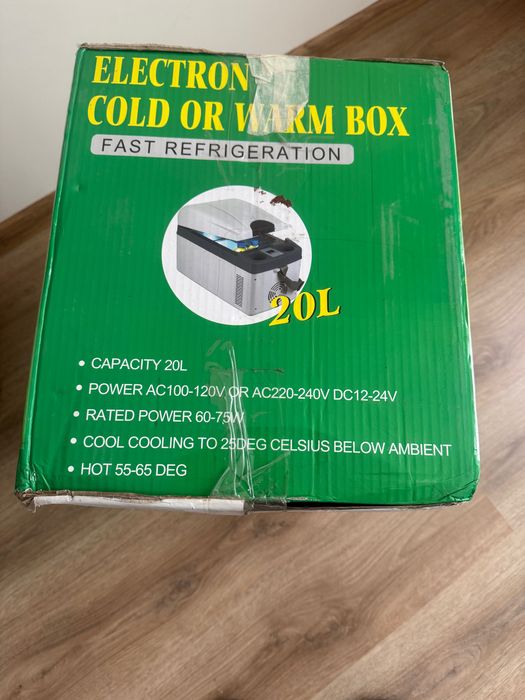 ELECTRON
COLD OR WARM BOX
FAST REFRIGERATION
20L
• CAPACITY 20L
• POWER AC100-120V OR AC220-240V DC12-24V
• RATED POWER 60-75W
• COOL COOLING TO 25DEG CELSIUS BELOW AMBIENT
• HOT 55-65 DEG